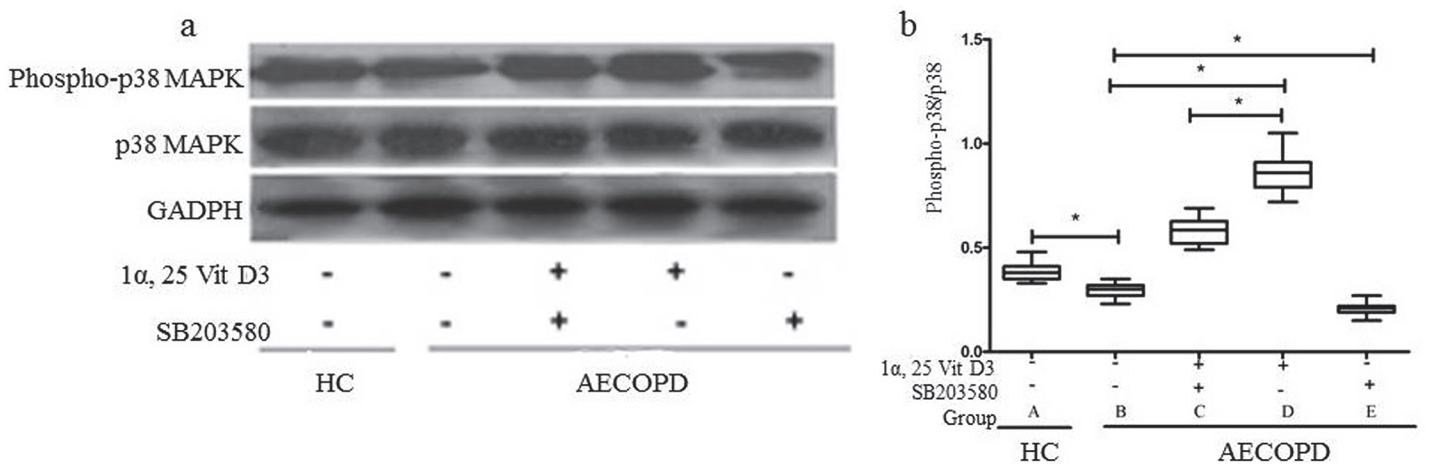 a
Phospho-p38 MAPK
p38 MAPK
GADPH
1α, 25 Vit D3 - - + + -
SB203580 - - + - +
HC AECOPD
b
Phospho-p38/p38
1.5
1.0
0.5
0.0
*
*
*
*
1α, 25 Vit D3 - - + + -
SB203580 - - + - +
Group A B C D E
HC AECOPD